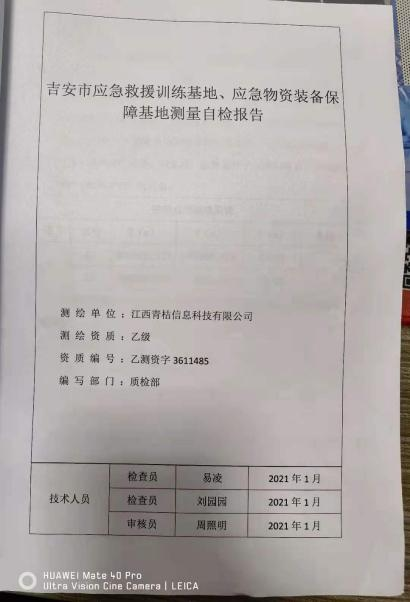 吉安市应急救援训练基地、应急物资装备保
障基地测量自检报告
测 绘 单 位 ：江西青桔信息科技有限公司
测 绘 资 质 ：乙级
资 质 编 号 ：乙测资字 3611485
编 写 部 门 ：质检部
技术人员
检查员 易凌 2021 年 1 月
检查员 刘园园 2021 年 1 月
审核员 周照明 2021 年 1 月
HUAWEI Mate 40 Pro
Ultra Vision Cine Camera | LEICA